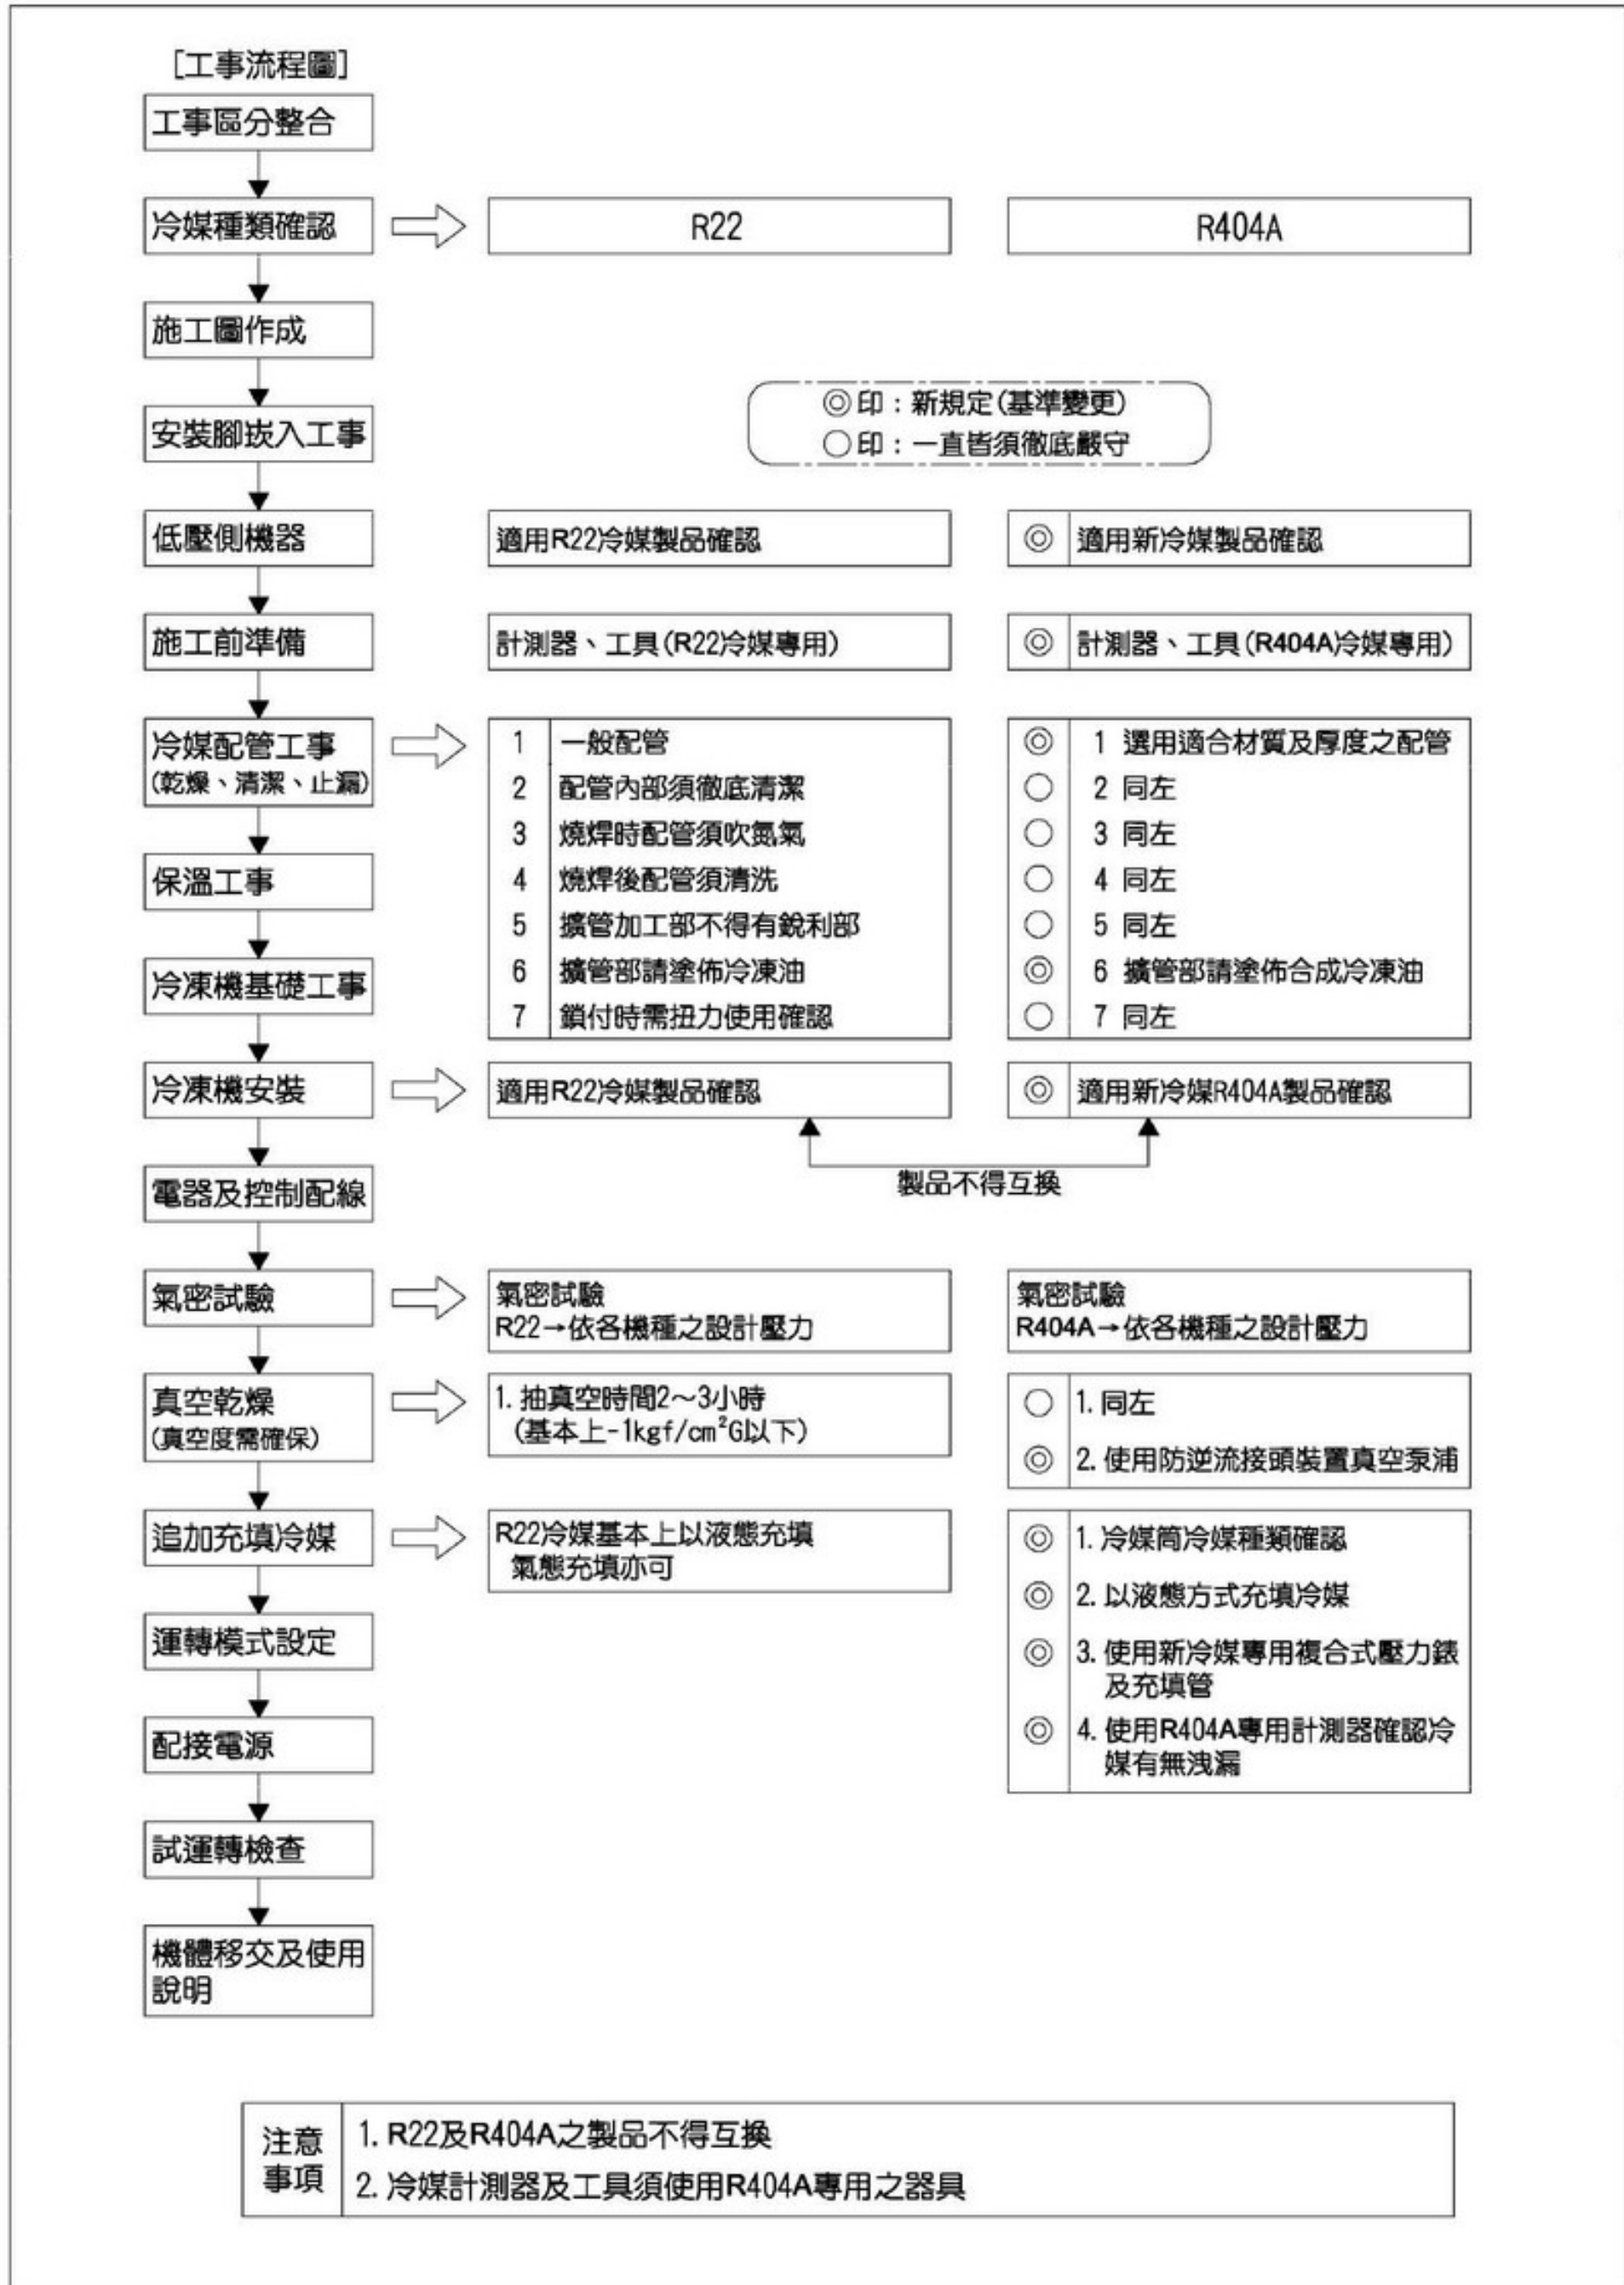 [工事流程圖]
工事區分整合
冷媒種類確認
R22
R404A
施工圖作成
◎印：新規定(基準變更)
○印：一直皆須徹底嚴守
安裝腳崁入工事
低壓側機器
適用R22冷媒製品確認
◎ 適用新冷媒製品確認
施工前準備
計測器、工具(R22冷媒專用)
◎ 計測器、工具(R404A冷媒專用)
冷媒配管工事
(乾燥、清潔、止漏)
1 一般配管
2 配管內部須徹底清潔
3 燒焊時配管須吹氮氣
4 燒焊後配管須清洗
5 擴管加工部不得有銳利部
6 擴管部請塗佈冷凍油
7 鎖付時需扭力使用確認
◎ 1 選用適合材質及厚度之配管
○ 2 同左
○ 3 同左
○ 4 同左
○ 5 同左
◎ 6 擴管部請塗佈合成冷凍油
○ 7 同左
保溫工事
冷凍機基礎工事
冷凍機安裝
適用R22冷媒製品確認
◎ 適用新冷媒R404A製品確認
製品不得互換
電器及控制配線
氣密試驗
氣密試驗
R22→依各機種之設計壓力
氣密試驗
R404A→依各機種之設計壓力
真空乾燥
(真空度需確保)
1. 抽真空時間2～3小時
(基本上-1kgf/cm²G以下)
○ 1. 同左
◎ 2. 使用防逆流接頭裝置真空泵浦
追加充填冷媒
R22冷媒基本上以液態充填
氣態充填亦可
◎ 1. 冷媒筒冷媒種類確認
◎ 2. 以液態方式充填冷媒
◎ 3. 使用新冷媒專用複合式壓力錶
及充填管
◎ 4. 使用R404A專用計測器確認冷
媒有無洩漏
運轉模式設定
配接電源
試運轉檢查
機體移交及使用
說明
注意
事項
1. R22及R404A之製品不得互換
2. 冷媒計測器及工具須使用R404A專用之器具